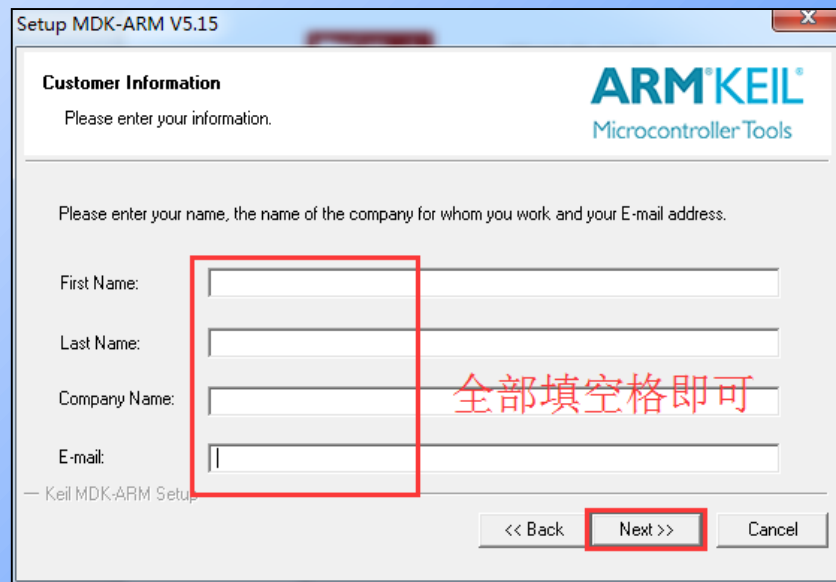 Setup MDK-ARM V5.15
Customer Information
Please enter your information.
ARM®KEIL®
Microcontroller Tools
Please enter your name, the name of the company for whom you work and your E-mail address.
First Name:
Last Name:
Company Name:
全部填空格即可
E-mail:
Keil MDK-ARM Setup
<< Back
Next >>
Cancel